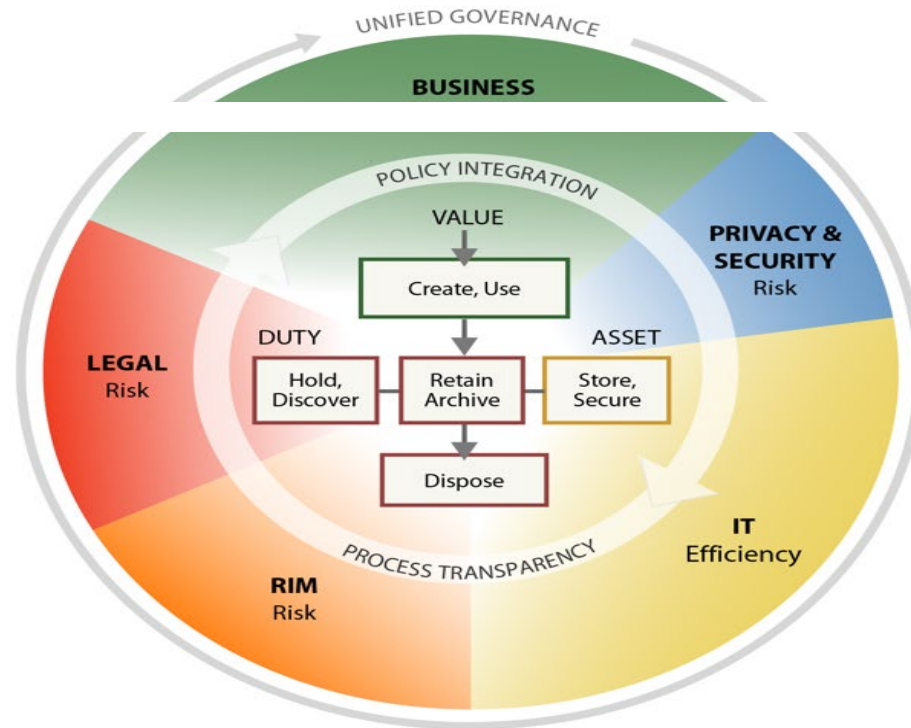 UNIFIED GOVERNANCE
BUSINESS
POLICY INTEGRATION
VALUE
Create, Use
PRIVACY &
SECURITY
Risk
DUTY
ASSET
LEGAL
Risk
Hold,
Discover
Retain
Archive
Store,
Secure
Dispose
IT
Efficiency
PROCESS TRANSPARENCY
RIM
Risk